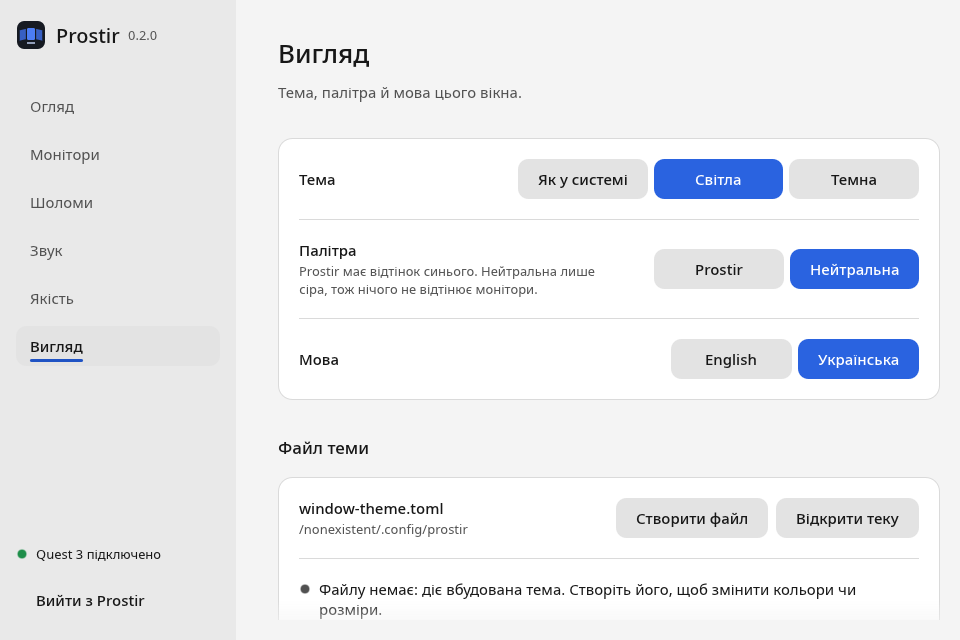 Prostir 0.2.0
Огляд
Монітори
Шоломи
Звук
Якість
Вигляд
Quest 3 підключено
Вийти з Prostir
Вигляд
Тема, палітра й мова цього вікна.
Тема
Як у системі
Світла
Темна
Палітра
Prostir має відтінок синього. Нейтральна лише
сіра, тож нічого не відтінює монітори.
Prostir
Нейтральна
Мова
English
Українська
Файл теми
window-theme.toml
/nonexistent/.config/prostir
Створити файл
Відкрити теку
Файлу немає: діє вбудована тема. Створіть його, щоб змінити кольори чи
розміри.